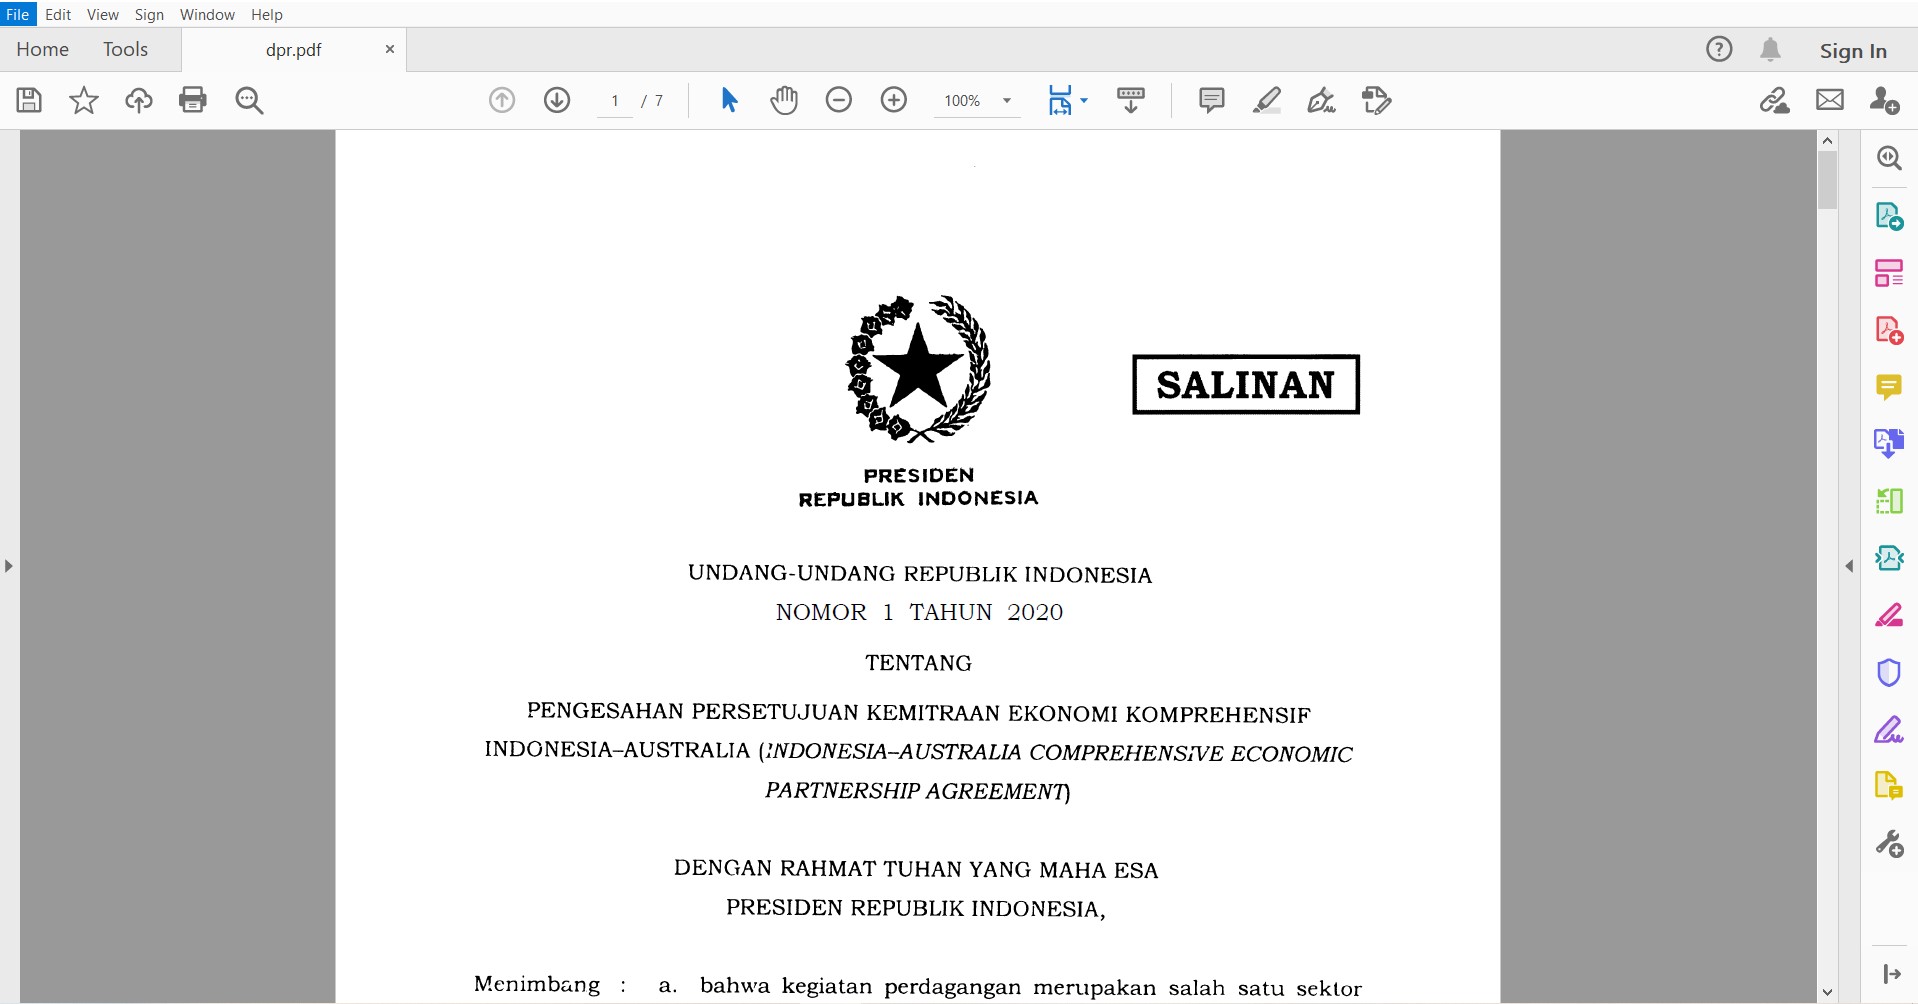 File Edit View Sign Window Help
Home Tools dpr.pdf × Sign In
1 / 7 100%
SALINAN
PRESIDEN
REPUBLIK INDONESIA
UNDANG-UNDANG REPUBLIK INDONESIA
NOMOR 1 TAHUN 2020
TENTANG
PENGESAHAN PERSETUJUAN KEMITRAAN EKONOMI KOMPREHENSIF
INDONESIA–AUSTRALIA (INDONESIA–AUSTRALIA COMPREHENSIVE ECONOMIC
PARTNERSHIP AGREEMENT)
DENGAN RAHMAT TUHAN YANG MAHA ESA
PRESIDEN REPUBLIK INDONESIA,
Menimbang : a. bahwa kegiatan perdagangan merupakan salah satu sektor